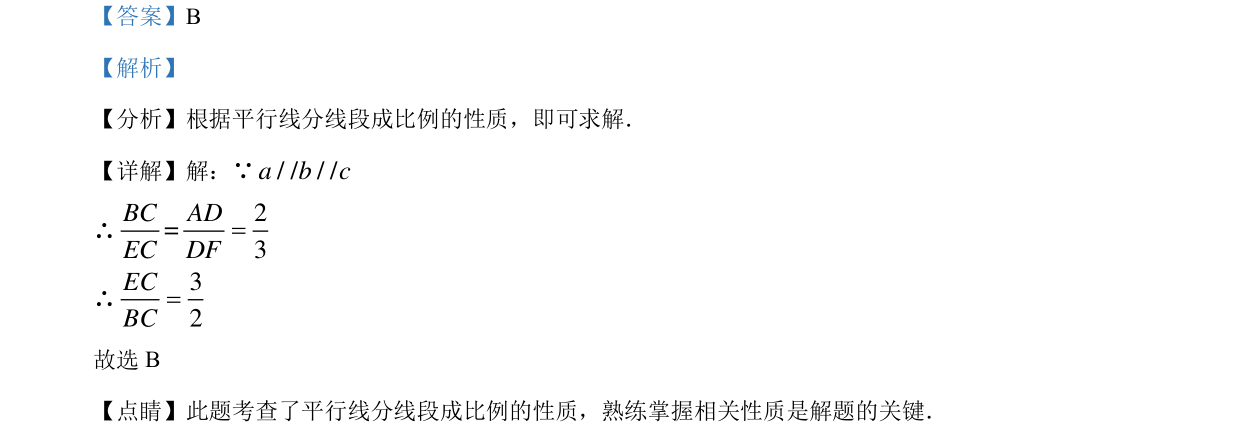 【答案】B
【解析】
【分析】根据平行线分线段成比例的性质，即可求解．
【详解】解：∵ a//b//c
∴ BC/EC = AD/DF = 2/3
∴ EC/BC = 3/2
故选 B
【点睛】此题考查了平行线分线段成比例的性质，熟练掌握相关性质是解题的关键．